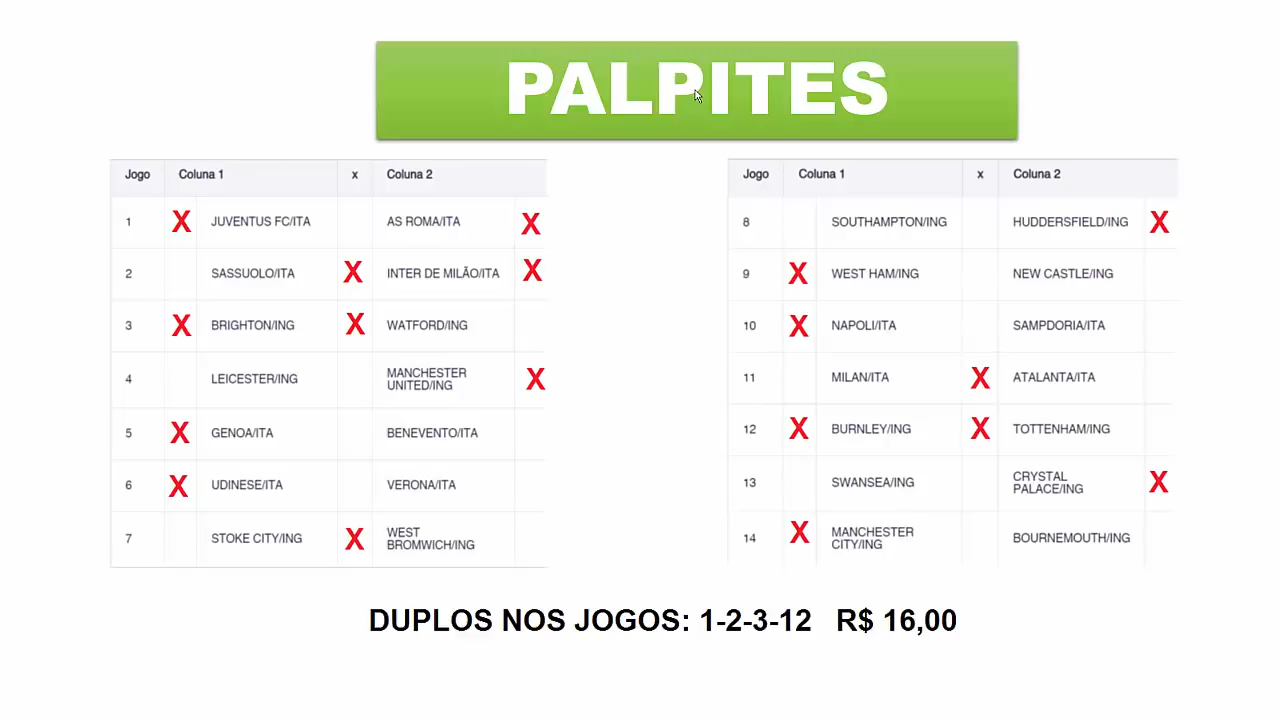 PALPITES
Jogo Coluna 1 x Coluna 2
1 X JUVENTUS FC/ITA AS ROMA/ITA X
2 SASSUOLO/ITA X INTER DE MILÃO/ITA X
3 X BRIGHTON/ING X WATFORD/ING
4 LEICESTER/ING MANCHESTER
UNITED/ING X
5 X GENOA/ITA BENEVENTO/ITA
6 X UDINESE/ITA VERONA/ITA
7 STOKE CITY/ING X WEST
BROMWICH/ING
Jogo Coluna 1 x Coluna 2
8 SOUTHAMPTON/ING HUDDERSFIELD/ING X
9 X WEST HAM/ING NEW CASTLE/ING
10 X NAPOLI/ITA SAMPDORIA/ITA
11 MILAN/ITA X ATALANTA/ITA
12 X BURNLEY/ING X TOTTENHAM/ING
13 SWANSEA/ING CRYSTAL
PALACE/ING X
14 X MANCHESTER
CITY/ING BOURNEMOUTH/ING
DUPLOS NOS JOGOS: 1-2-3-12 R$ 16,00